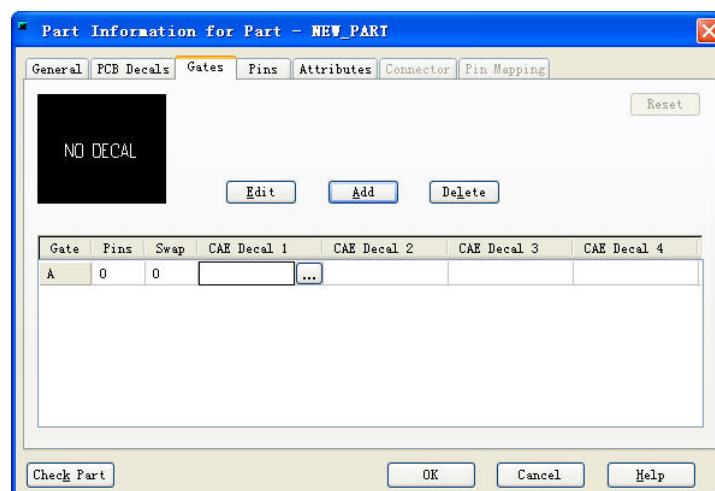 Part Information for Part - NEW_PART
General PCB Decals Gates Pins Attributes Connector Pin Mapping
Reset
NO DECAL
Edit Add Delete
Gate Pins Swap CAE Decal 1 CAE Decal 2 CAE Decal 3 CAE Decal 4
A 0 0 ...
Check Part OK Cancel Help